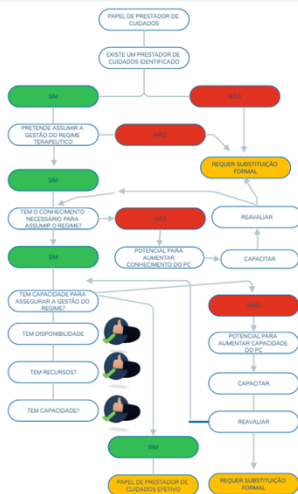 PAPEL DE PRESTADOR DE
CUIDADOS
EXISTE UM PRESTADOR DE
CUIDADOS IDENTIFICADO
SIM
NÃO
PRETENDE ASSUMIR A
GESTÃO DO REGIME
TERAPEUTICO
NÃO
REQUER SUBSTITUIÇÃO
FORMAL
SIM
TEM O CONHECIMENTO
NECESSÁRIO PARA
ASSUMIR O REGIME?
NÃO
REAVALIAR
SIM
POTENCIAL PARA
AUMENTAR
CONHECIMENTO DO PC
CAPACITAR
TEM CAPACIDADE PARA
ASSEGURAR A GESTÃO DO
REGIME?
NÃO
TEM DISPONIBILIDADE
POTENCIAL PARA
AUMENTAR CAPACIDADE
DO PC
TEM RECURSOS?
CAPACITAR
TEM CAPACIDADE?
REAVALIAR
SIM
PAPEL DE PRESTADOR DE
CUIDADOS EFETIVO
REQUER SUBSTITUIÇÃO
FORMAL